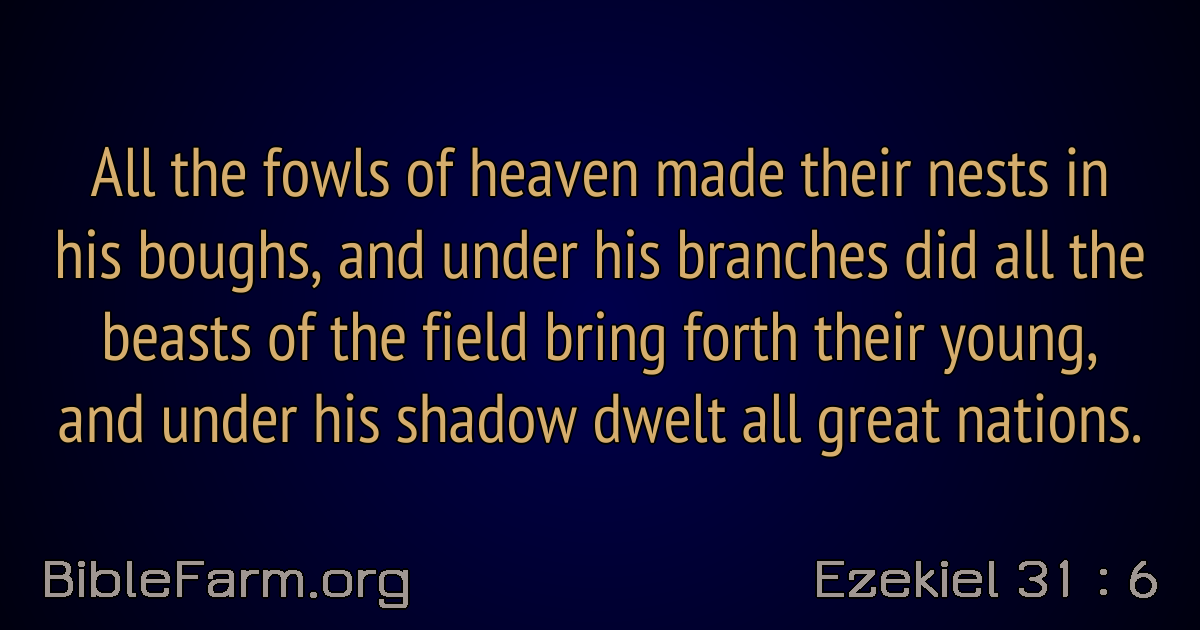 All the fowls of heaven made their nests in
his boughs, and under his branches did all the
beasts of the field bring forth their young,
and under his shadow dwelt all great nations.
BibleFarm.org
Ezekiel 31 : 6